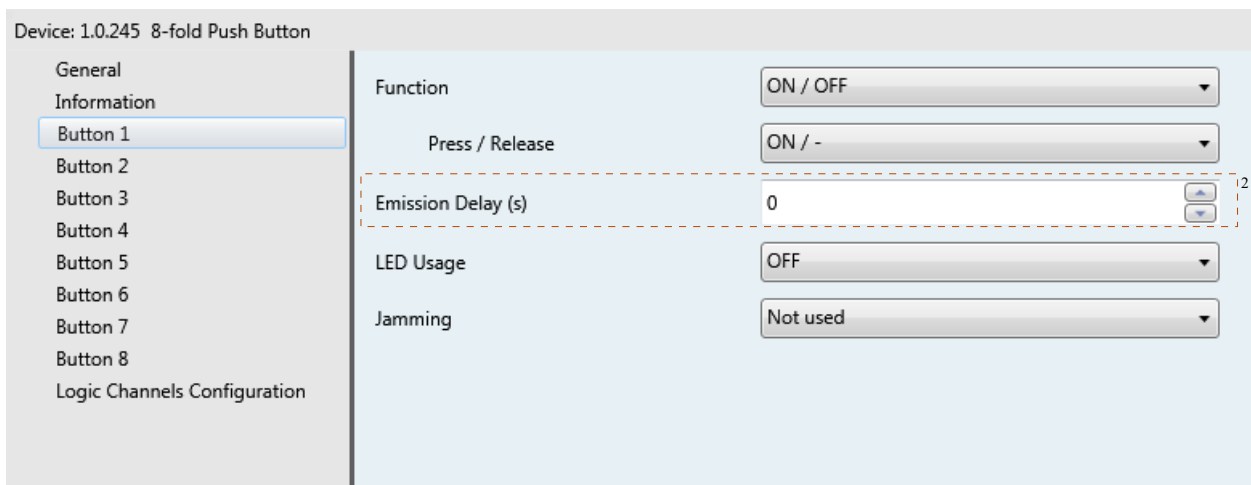 Device: 1.0.245  8-fold Push Button
General
Information
Button 1
Button 2
Button 3
Button 4
Button 5
Button 6
Button 7
Button 8
Logic Channels Configuration
Function ON / OFF
Press / Release ON / -
Emission Delay (s) 0 2
LED Usage OFF
Jamming Not used